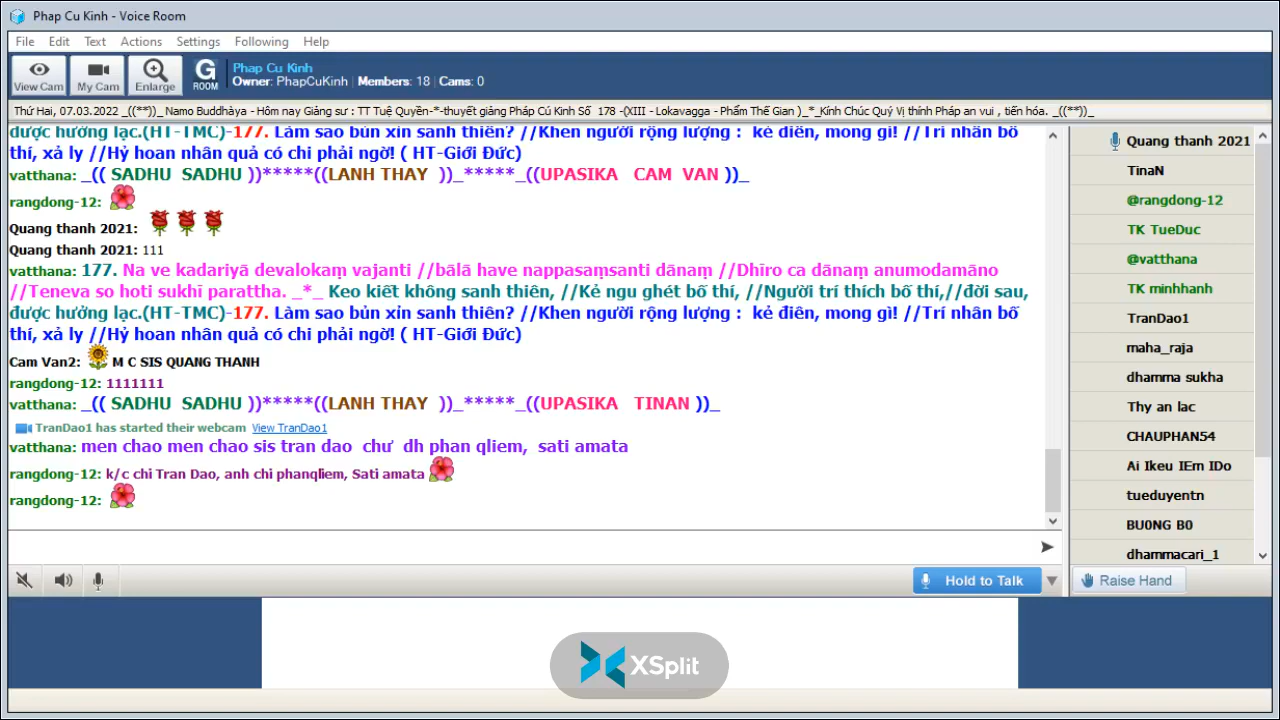 Phap Cu Kinh - Voice Room
File Edit Text Actions Settings Following Help
View Cam My Cam Enlarge G ROOM
Phap Cu Kinh
Owner: PhapCuKinh | Members: 18 | Cams: 0
Thứ Hai, 07.03.2022 _((**))_ Namo Buddhàya - Hôm nay Giảng sư : TT Tuệ Quyền-*-thuyết giảng Pháp Cú Kinh Số 178 -(XIII - Lokavagga - Phẩm Thế Gian )_*_Kính Chúc Quý Vị thính Pháp an vui , tiến hóa. _((**))_
được hưởng lạc.(HT-TMC)-177. Làm sao bủn xỉn sanh thiên? //Khen người rộng lượng : kẻ điên, mong gì! //Trí nhân bố
thí, xả ly //Hỷ hoan nhân quả có chi phải ngờ! ( HT-Giới Đức)
vatthana: _(( SADHU SADHU ))*****((LANH THAY ))_*****_((UPASIKA CAM VAN ))_
rangdong-12:
Quang thanh 2021:
Quang thanh 2021: 111
vatthana: 177. Na ve kadariyā devalokaṃ vajanti //bālā have nappasaṃsanti dānaṃ //Dhīro ca dānaṃ anumodamāno
//Teneva so hoti sukhī parattha. _*_ Keo kiết không sanh thiên, //Kẻ ngu ghét bố thí, //Người trí thích bố thí,//đời sau,
được hưởng lạc.(HT-TMC)-177. Làm sao bủn xỉn sanh thiên? //Khen người rộng lượng : kẻ điên, mong gì! //Trí nhân bố
thí, xả ly //Hỷ hoan nhân quả có chi phải ngờ! ( HT-Giới Đức)
Cam Van2: M C SIS QUANG THANH
rangdong-12: 1111111
vatthana: _(( SADHU SADHU ))*****((LANH THAY ))_*****_((UPASIKA TINAN ))_
TranDao1 has started their webcam View TranDao1
vatthana: men chao men chao sis tran dao chư dh phan qliem, sati amata
rangdong-12: k/c chi Tran Dao, anh chi phanqliem, Sati amata
rangdong-12:
Quang thanh 2021
TinaN
@rangdong-12
TK TueDuc
@vatthana
TK minhhanh
TranDao1
maha_raja
dhamma sukha
Thy an lac
CHAUPHAN54
Ai Ikeu IEm IDo
tueduyentn
BU0NG B0
dhammacari_1
Hold to Talk
Raise Hand
XSplit